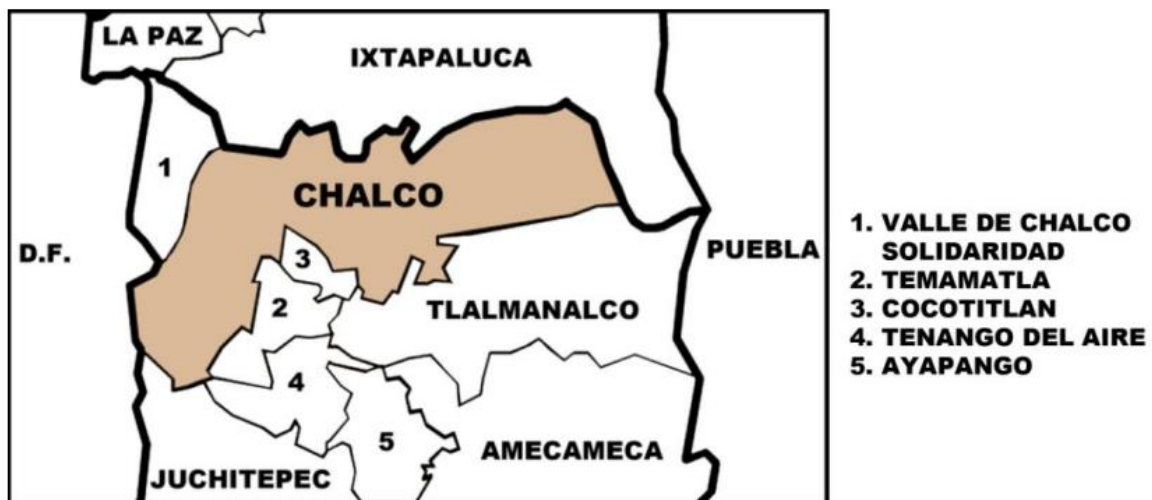 LA PAZ
IXTAPALUCA
1
CHALCO
D.F.
3
PUEBLA
2
TLALMANALCO
4
5
AMECAMECA
JUCHITEPEC
1. VALLE DE CHALCO
SOLIDARIDAD
2. TEMAMATLA
3. COCOTITLAN
4. TENANGO DEL AIRE
5. AYAPANGO